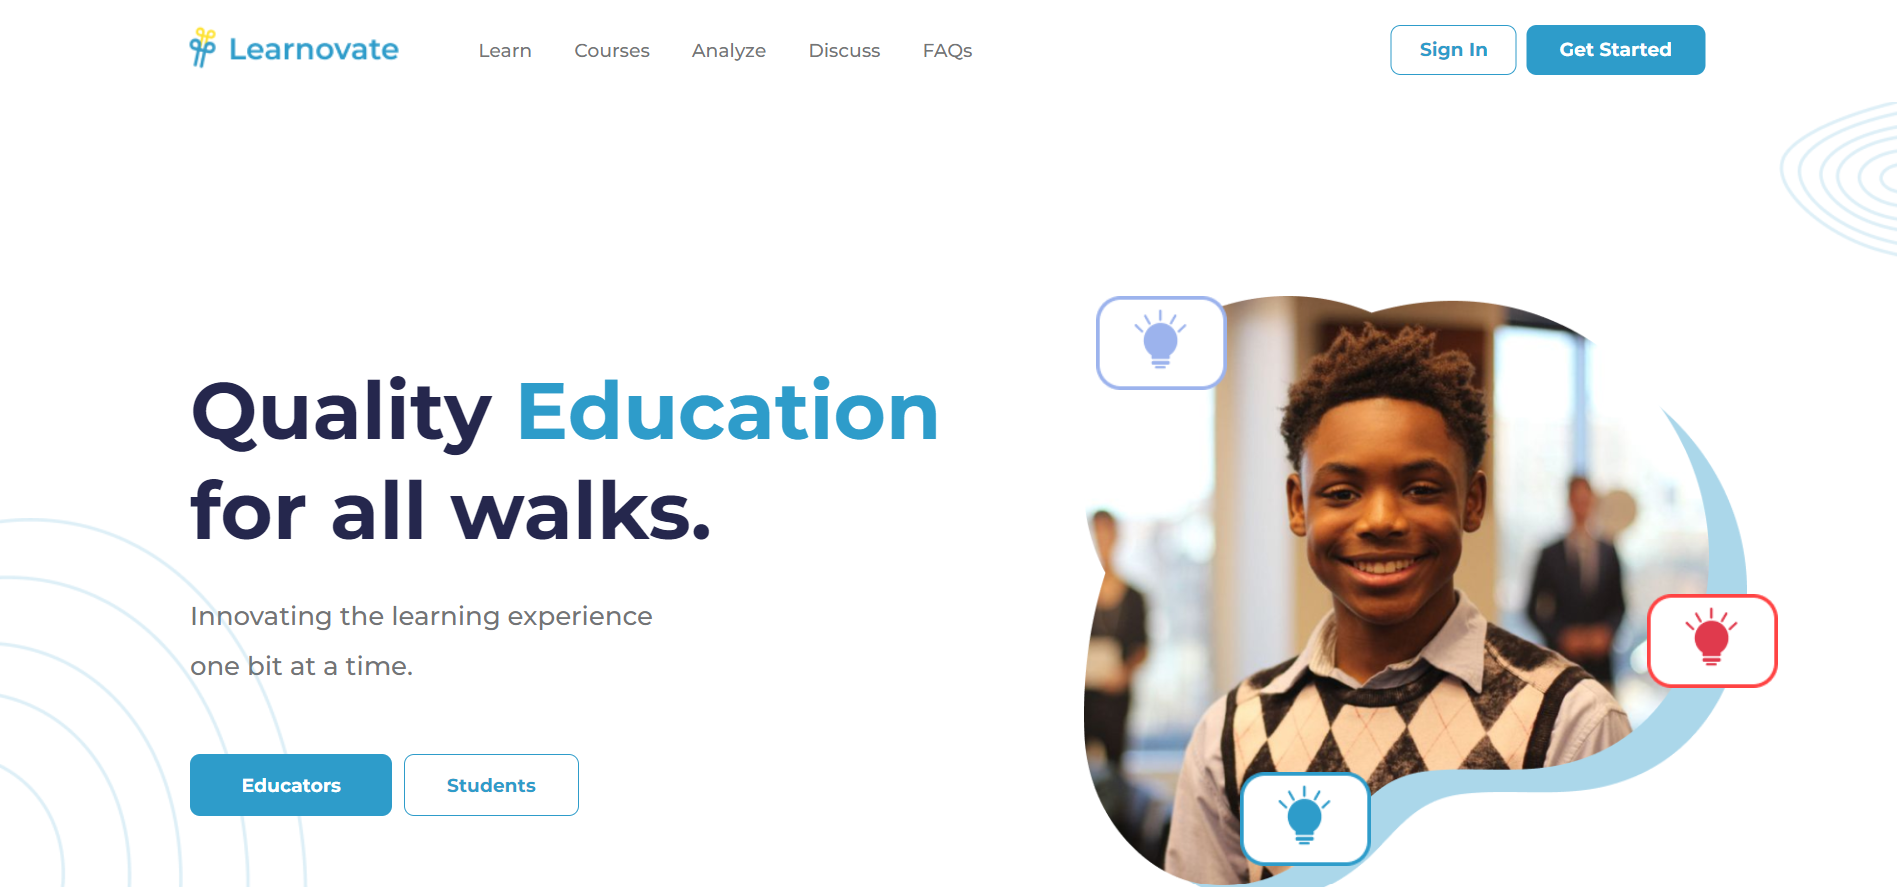 Learnovate
Learn
Courses
Analyze
Discuss
FAQs
Sign In
Get Started
Quality Education
for all walks.
Innovating the learning experience
one bit at a time.
Educators
Students